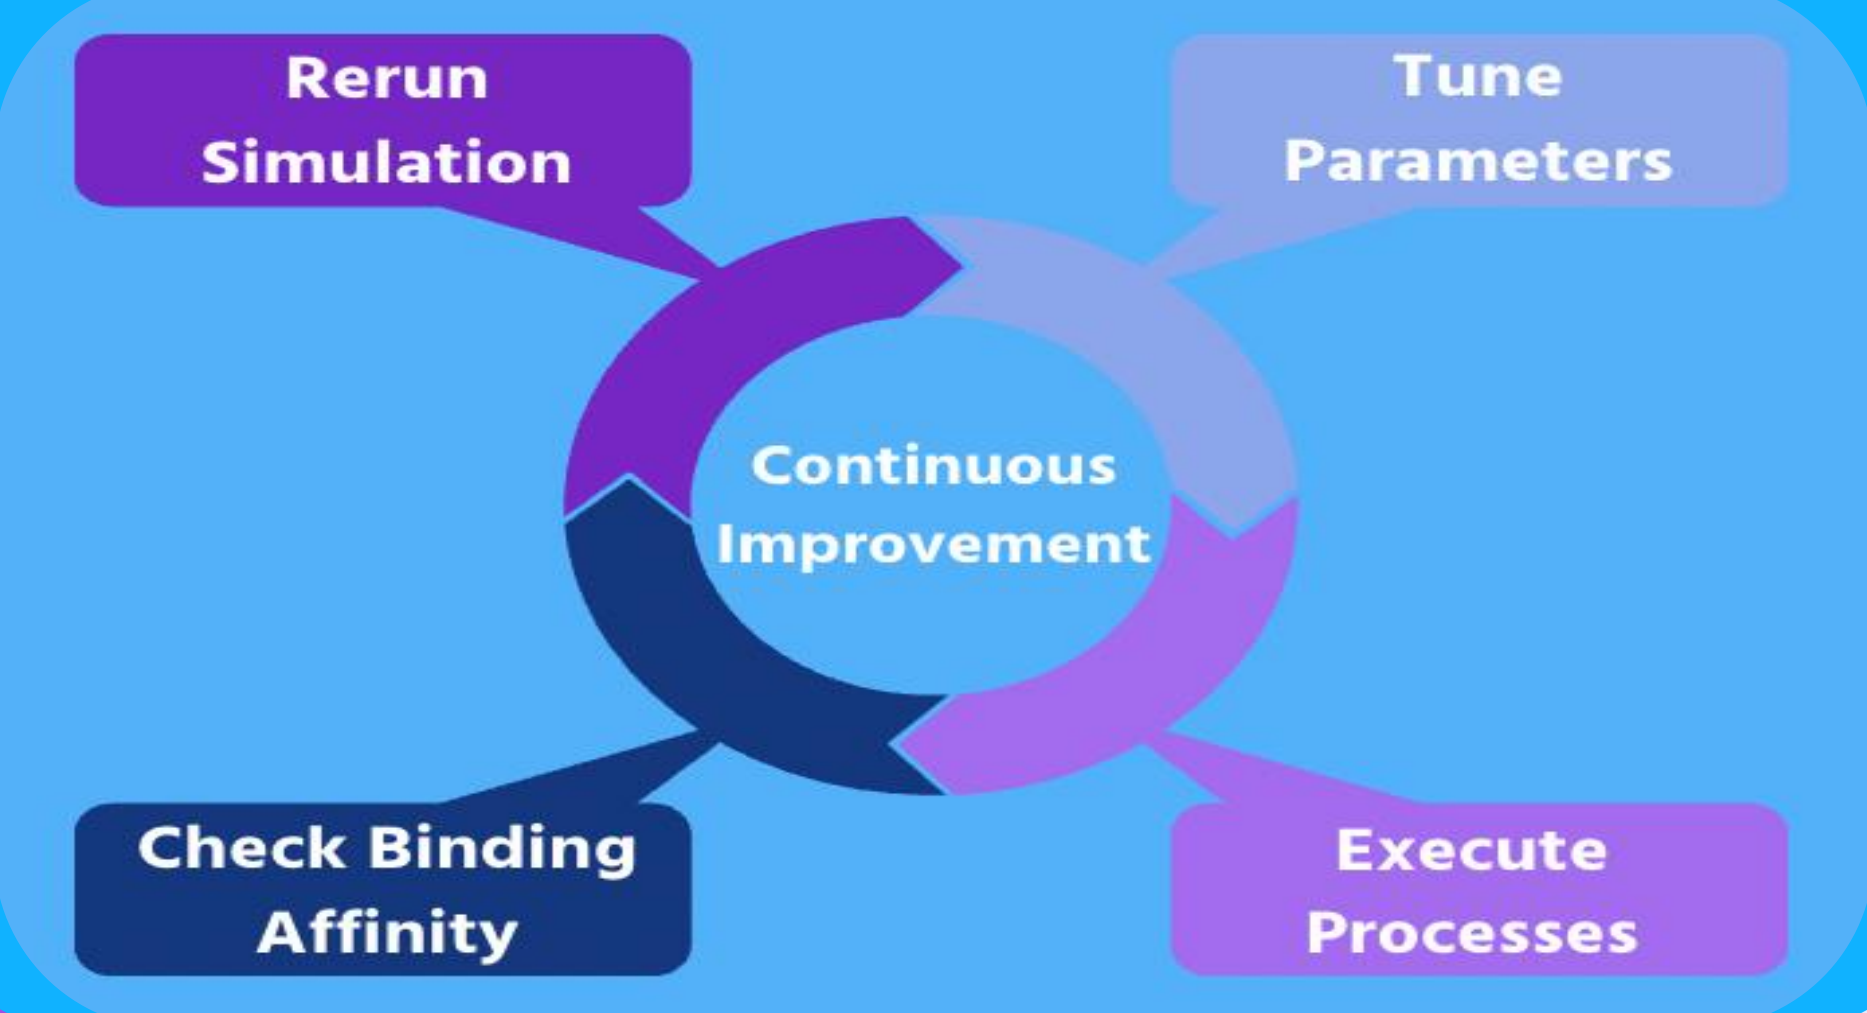 Rerun
Simulation
Tune
Parameters
Continuous
Improvement
Check Binding
Affinity
Execute
Processes